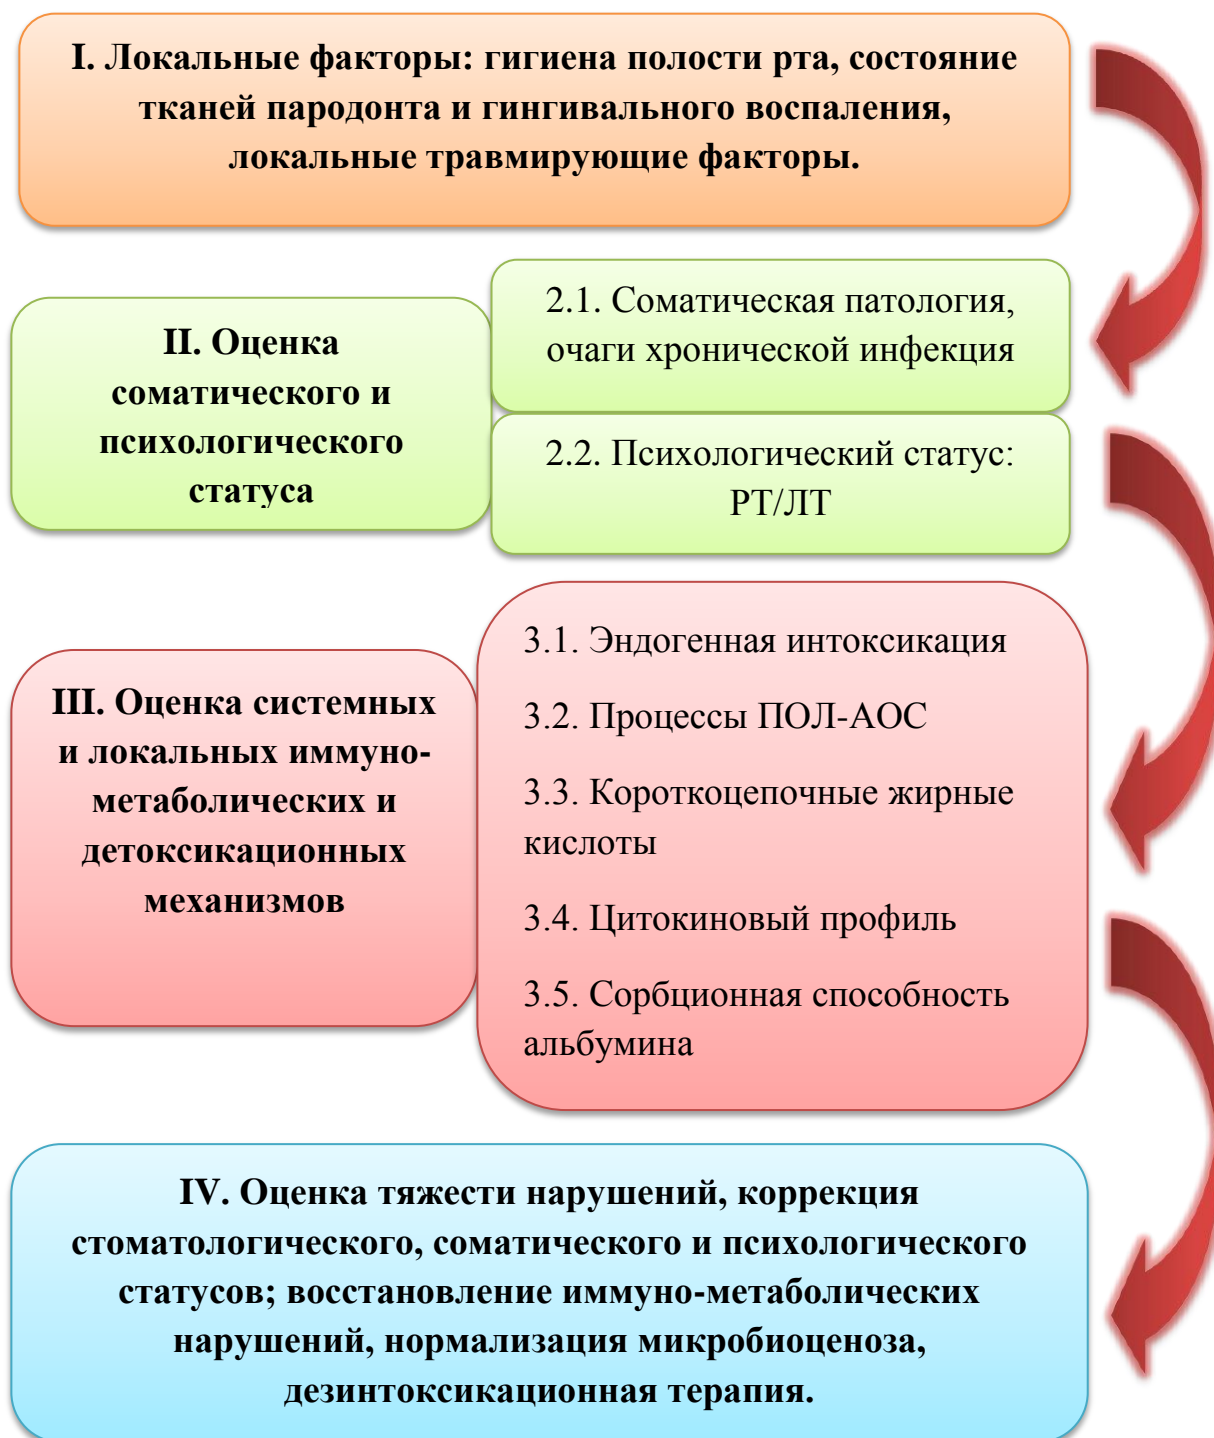 I. Локальные факторы: гигиена полости рта, состояние
тканей пародонта и гингивального воспаления,
локальные травмирующие факторы.
II. Оценка
соматического и
психологического
статуса
2.1. Соматическая патология,
очаги хронической инфекция
2.2. Психологический статус:
РТ/ЛТ
III. Оценка системных
и локальных иммуно-
метаболических и
детоксикационных
механизмов
3.1. Эндогенная интоксикация
3.2. Процессы ПОЛ-АОС
3.3. Короткоцепочные жирные
кислоты
3.4. Цитокиновый профиль
3.5. Сорбционная способность
альбумина
IV. Оценка тяжести нарушений, коррекция
стоматологического, соматического и психологического
статусов; восстановление иммуно-метаболических
нарушений, нормализация микробиоценоза,
дезинтоксикационная терапия.